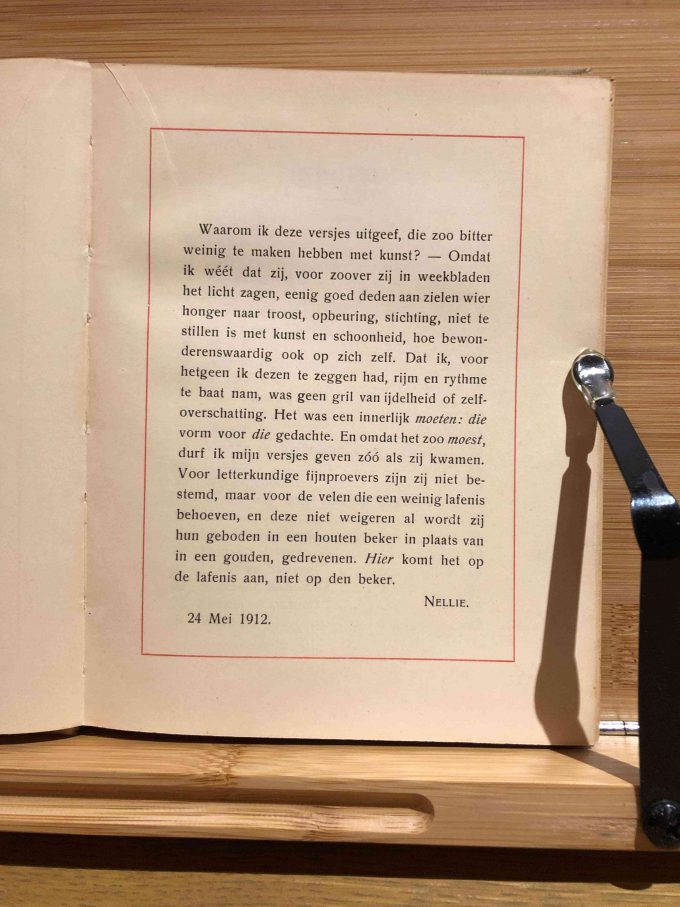 Waarom ik deze versjes uitgeef, die zoo bitter
weinig te maken hebben met kunst? — Omdat
ik wéét dat zij, voor zoover zij in weekbladen
het licht zagen, eenig goed deden aan zielen wier
honger naar troost, opbeuring, stichting, niet te
stillen is met kunst en schoonheid, hoe bewon-
derenswaardig ook op zich zelf. Dat ik, voor
hetgeen ik dezen te zeggen had, rijm en rythme
te baat nam, was geen gril van ijdelheid of zelf-
overschatting. Het was een innerlijk moeten: die
vorm voor die gedachte. En omdat het zoo moest,
durf ik mijn versjes geven zóó als zij kwamen.
Voor letterkundige fijnproevers zijn zij niet be-
stemd, maar voor de velen die een weinig lafenis
behoeven, en deze niet weigeren al wordt zij
hun geboden in een houten beker in plaats van
in een gouden, gedrevenen. Hier komt het op
de lafenis aan, niet op den beker.
Nellie.
24 Mei 1912.